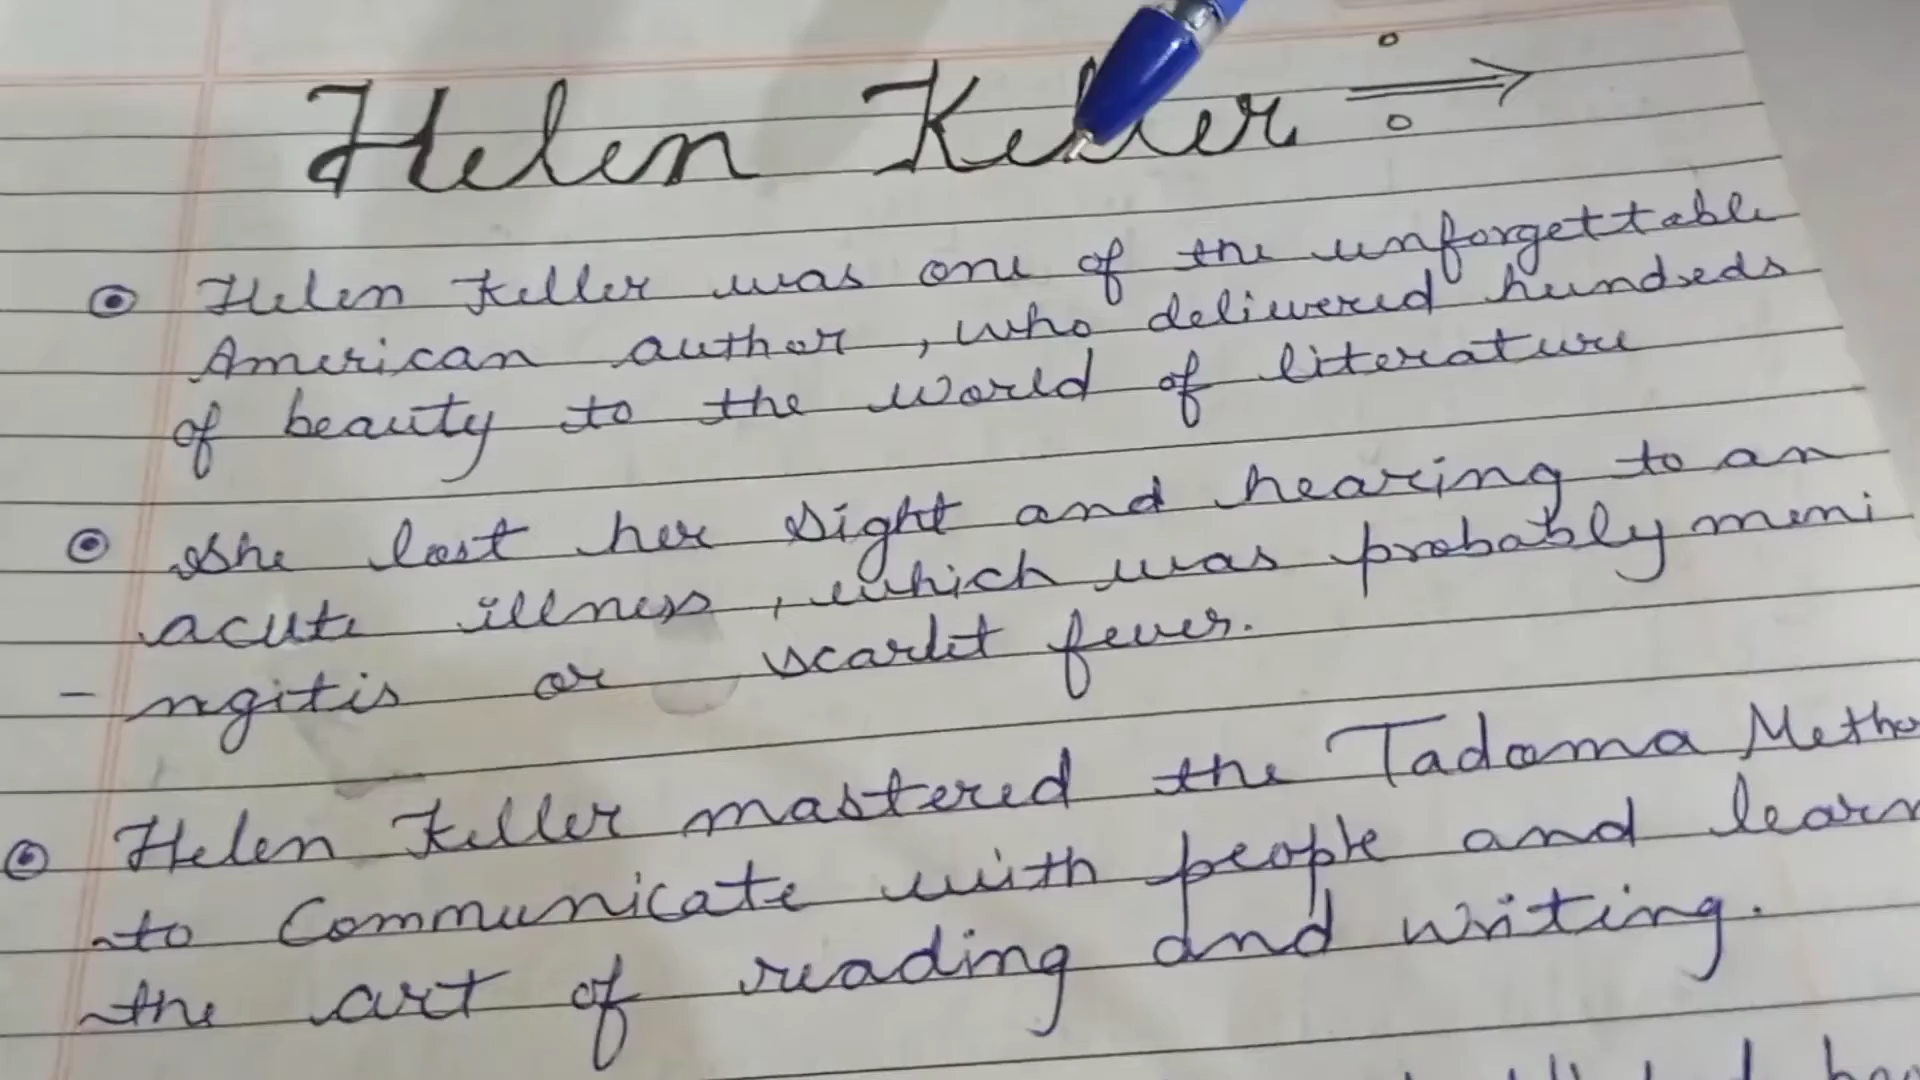 Helen Keller
Helen Keller was one of the unforgettable
American author, who delivered hundseds
of beauty to the world of literature
She lost her sight and hearing to an
acute illness, which was probably meni
- ngitis or scarlet fever.
Helen Keller mastered the Tadoma Metho
to communicate with people and learn
the art of reading and writing.